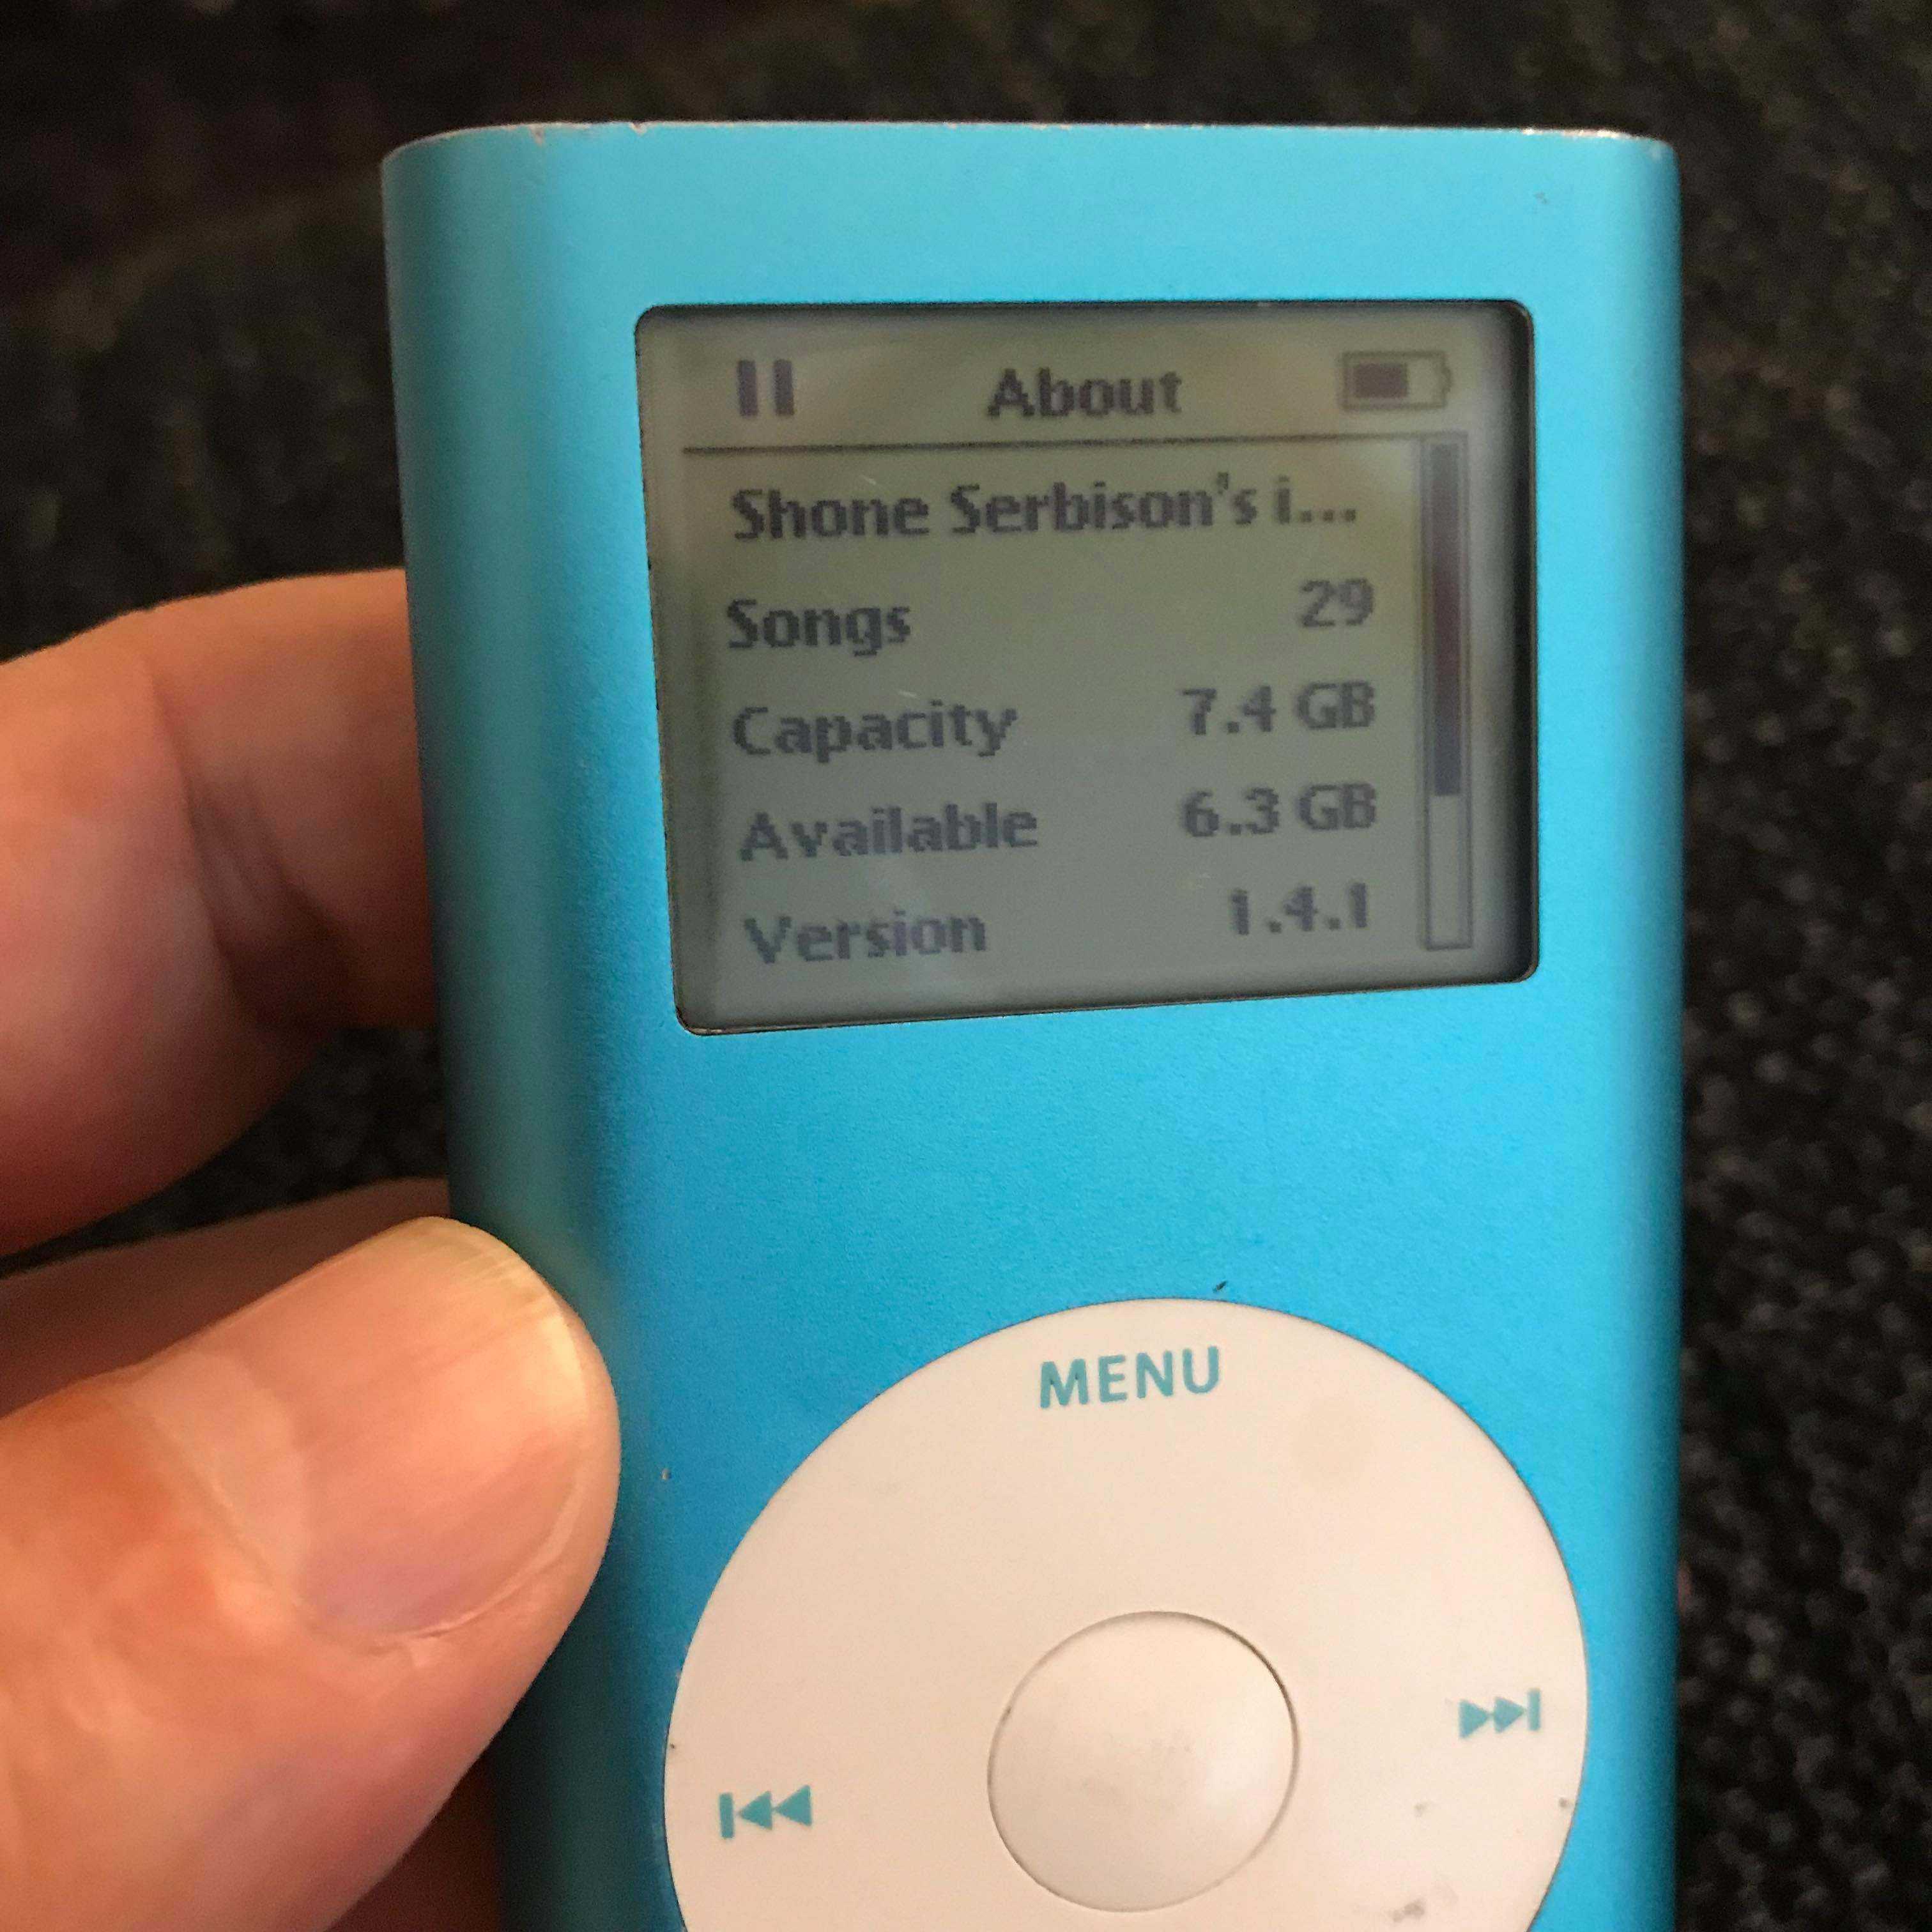 About
Shone Serbison's i...
Songs 29
Capacity 7.4 GB
Available 6.3 GB
Version 1.4.1
MENU